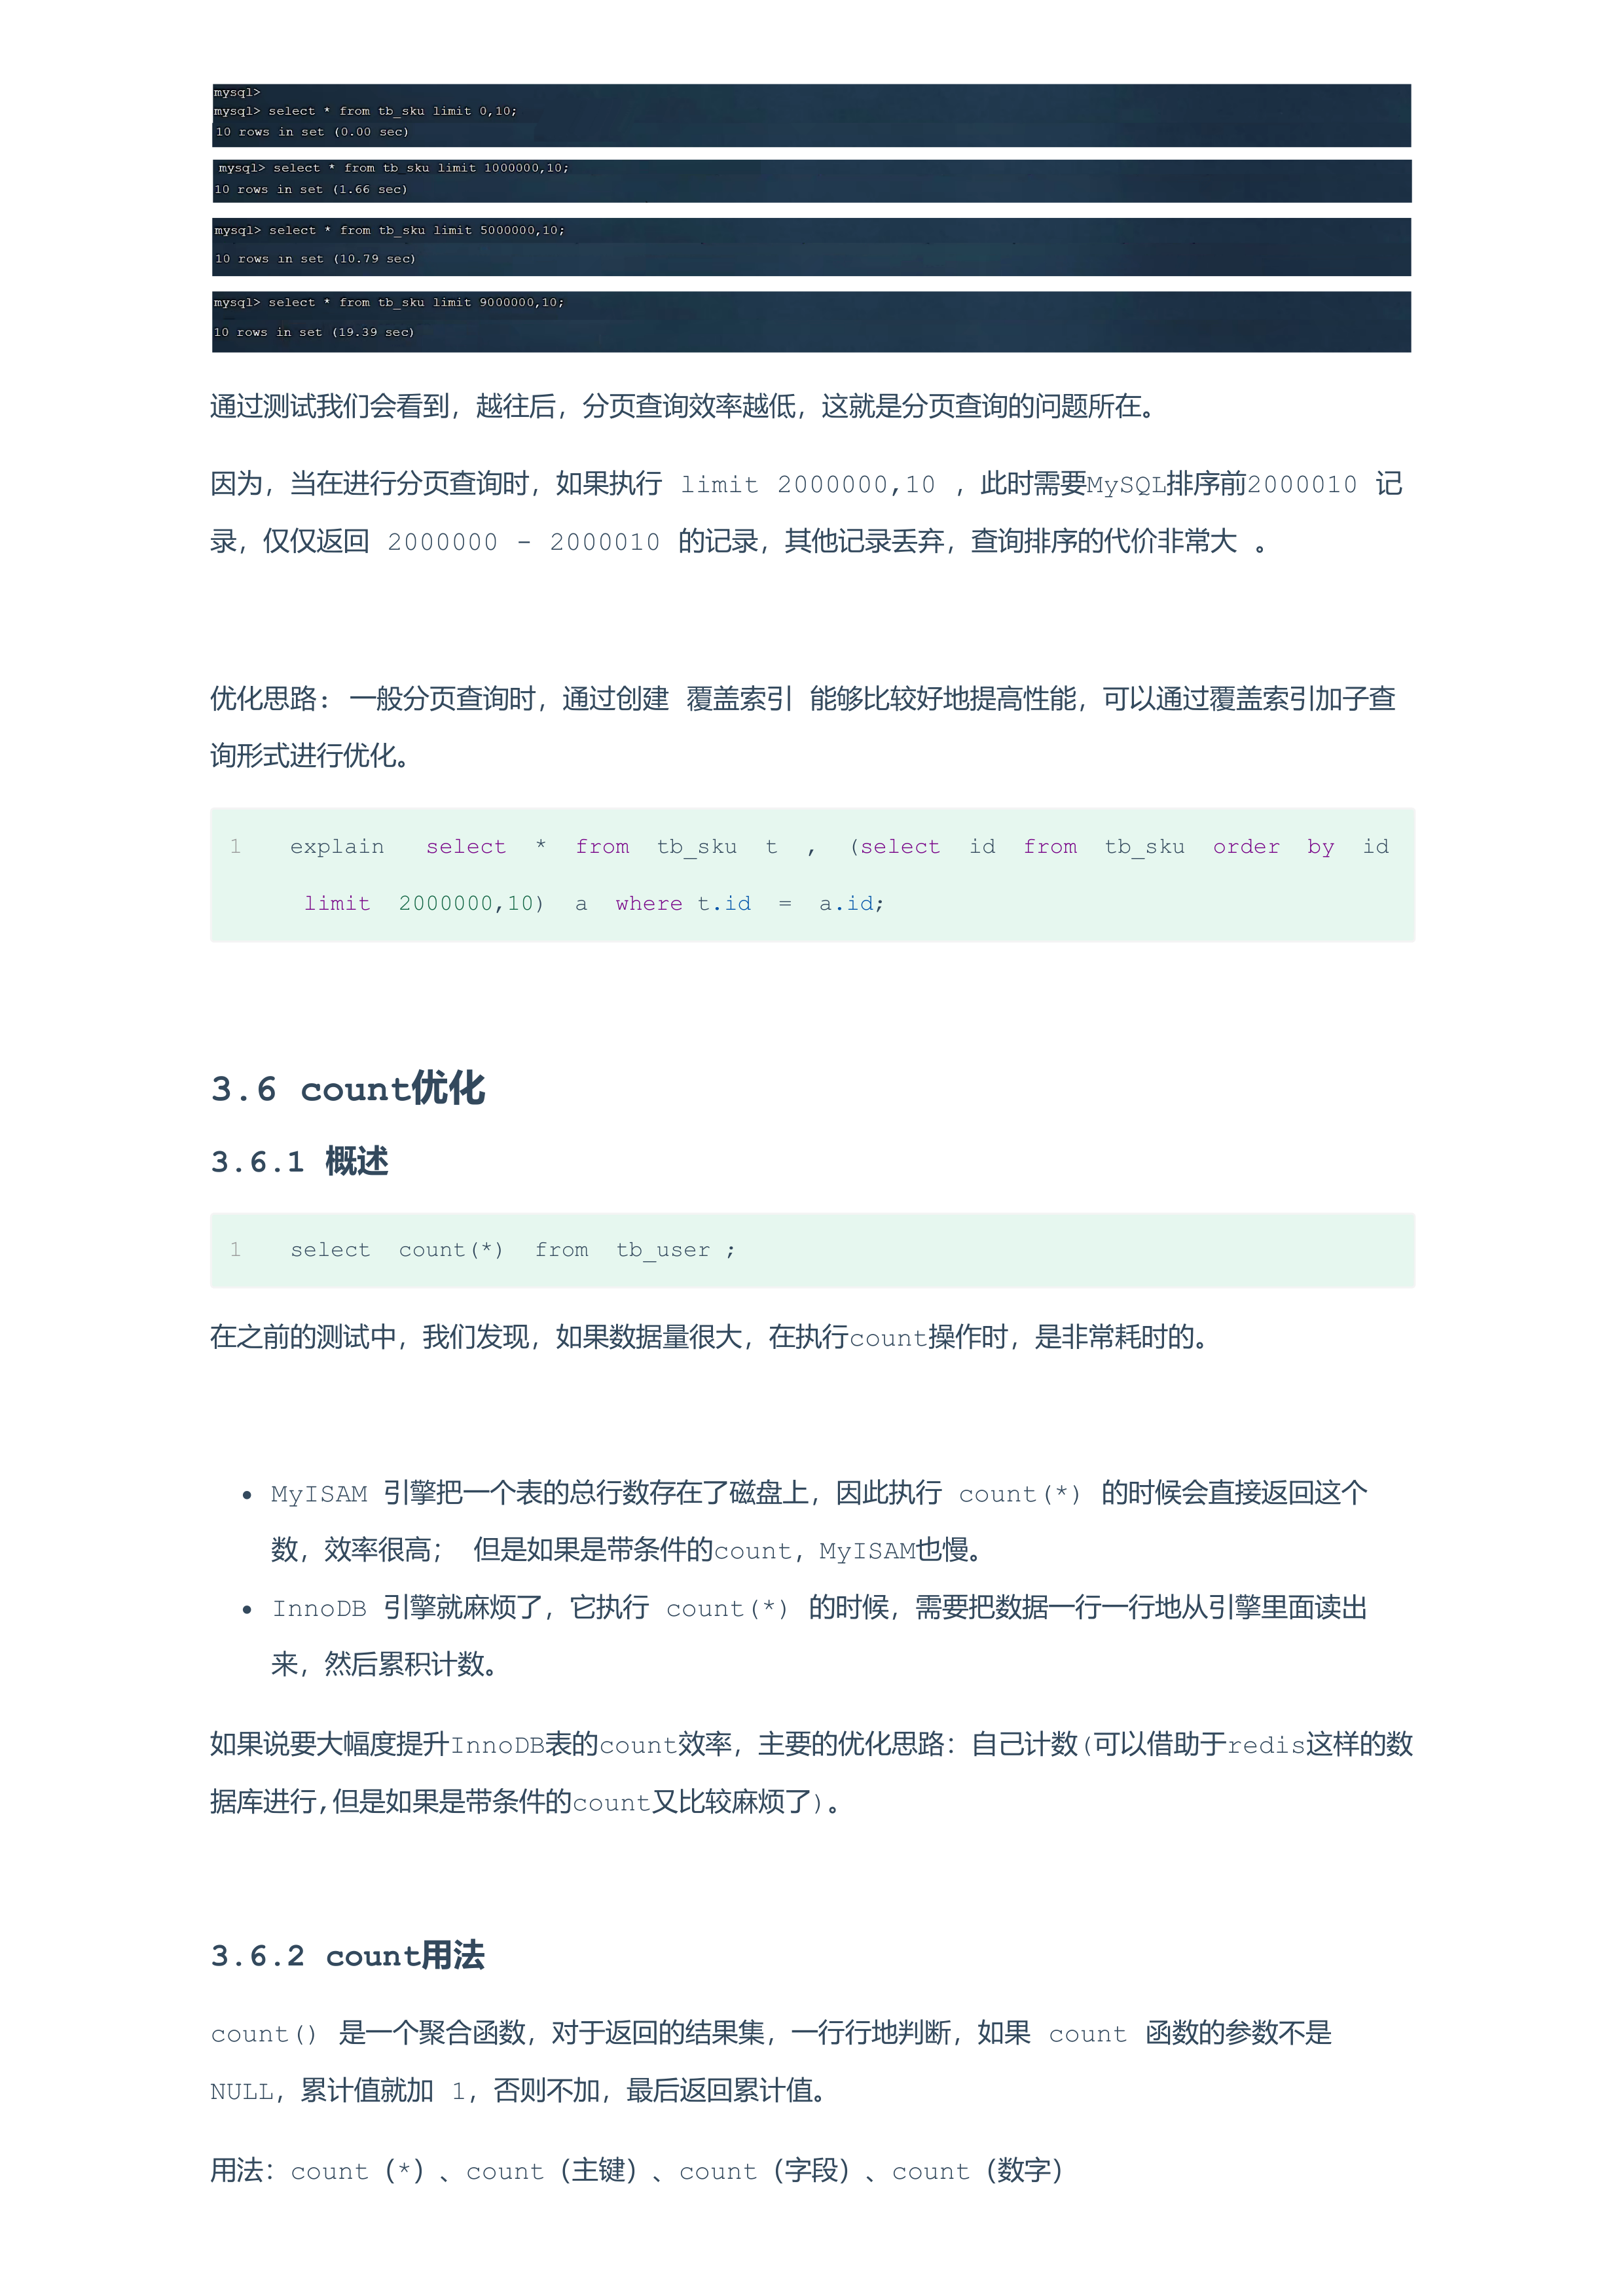 mysql>
mysql> select * from tb_sku limit 0,10;
10 rows in set (0.00 sec)
mysql> select * from tb_sku limit 1000000,10;
10 rows in set (1.66 sec)
mysql> select * from tb_sku limit 5000000,10;
10 rows in set (10.79 sec)
mysql> select * from tb_sku limit 9000000,10;
10 rows in set (19.39 sec)
通过测试我们会看到，越往后，分页查询效率越低，这就是分页查询的问题所在。
因为，当在进行分页查询时，如果执行 limit 2000000,10 ，此时需要MySQL排序前2000010 记
录，仅仅返回 2000000 - 2000010 的记录，其他记录丢弃，查询排序的代价非常大 。
优化思路: 一般分页查询时，通过创建 覆盖索引 能够比较好地提高性能，可以通过覆盖索引加子查
询形式进行优化。
1 explain select * from tb_sku t , (select id from tb_sku order by id
limit 2000000,10) a where t.id = a.id;
3.6 count优化
3.6.1 概述
1 select count(*) from tb_user ;
在之前的测试中，我们发现，如果数据量很大，在执行count操作时，是非常耗时的。
• MyISAM 引擎把一个表的总行数存在了磁盘上，因此执行 count(*) 的时候会直接返回这个
数，效率很高； 但是如果是带条件的count，MyISAM也慢。
• InnoDB 引擎就麻烦了，它执行 count(*) 的时候，需要把数据一行一行地从引擎里面读出
来，然后累积计数。
如果说要大幅度提升InnoDB表的count效率，主要的优化思路：自己计数(可以借助于redis这样的数
据库进行,但是如果是带条件的count又比较麻烦了)。
3.6.2 count用法
count() 是一个聚合函数，对于返回的结果集，一行行地判断，如果 count 函数的参数不是
NULL，累计值就加 1，否则不加，最后返回累计值。
用法：count（*）、count（主键）、count（字段）、count（数字）